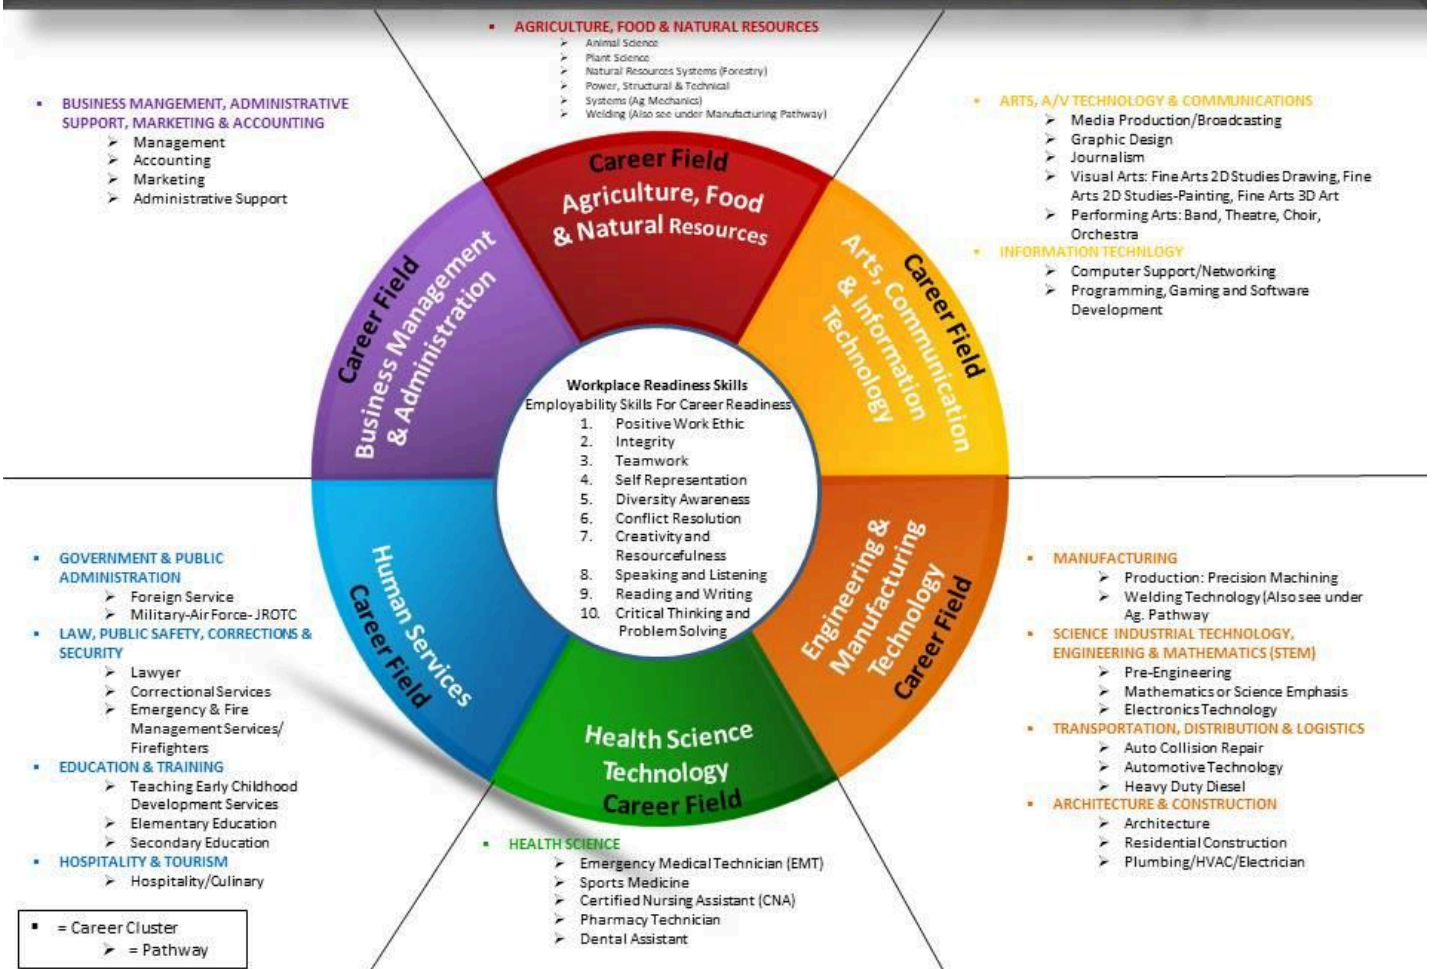 AGRICULTURE, FOOD & NATURAL RESOURCES
Animal Science
Plant Science
Natural Resources Systems (Forestry)
Power, Structural & Technical
Systems (Ag Mechanics)
Welding (Also see under Manufacturing Pathway)
BUSINESS MANGEMENT, ADMINISTRATIVE
SUPPORT, MARKETING & ACCOUNTING
Management
Accounting
Marketing
Administrative Support
ARTS, A/V TECHNOLOGY & COMMUNICATIONS
Media Production/Broadcasting
Graphic Design
Journalism
Visual Arts: Fine Arts 2D Studies Drawing, Fine
Arts 2D Studies-Painting, Fine Arts 3D Art
Performing Arts: Band, Theatre, Choir,
Orchestra
INFORMATION TECHNLOGY
Computer Support/Networking
Programming, Gaming and Software
Development
Career Field
Agriculture, Food
& Natural Resources
Career Field
Business Management
& Administration
Career Field
Arts, Communication
& Information
Technology
Workplace Readiness Skills
Employability Skills For Career Readiness
1. Positive Work Ethic
2. Integrity
3. Teamwork
4. Self Representation
5. Diversity Awareness
6. Conflict Resolution
7. Creativity and
Resourcefulness
8. Speaking and Listening
9. Reading and Writing
10. Critical Thinking and
Problem Solving
Human Services
Career Field
Engineering &
Manufacturing
Technology
Career Field
Health Science
Technology
Career Field
GOVERNMENT & PUBLIC
ADMINISTRATION
Foreign Service
Military-Air Force- JROTC
LAW, PUBLIC SAFETY, CORRECTIONS &
SECURITY
Lawyer
Correctional Services
Emergency & Fire
Management Services/
Firefighters
EDUCATION & TRAINING
Teaching Early Childhood
Development Services
Elementary Education
Secondary Education
HOSPITALITY & TOURISM
Hospitality/Culinary
MANUFACTURING
Production: Precision Machining
Welding Technology (Also see under
Ag. Pathway
SCIENCE INDUSTRIAL TECHNOLOGY,
ENGINEERING & MATHEMATICS (STEM)
Pre-Engineering
Mathematics or Science Emphasis
Electronics Technology
TRANSPORTATION, DISTRIBUTION & LOGISTICS
Auto Collision Repair
Automotive Technology
Heavy Duty Diesel
ARCHITECTURE & CONSTRUCTION
Architecture
Residential Construction
Plumbing/HVAC/Electrician
HEALTH SCIENCE
Emergency Medical Technician (EMT)
Sports Medicine
Certified Nursing Assistant (CNA)
Pharmacy Technician
Dental Assistant
= Career Cluster
= Pathway